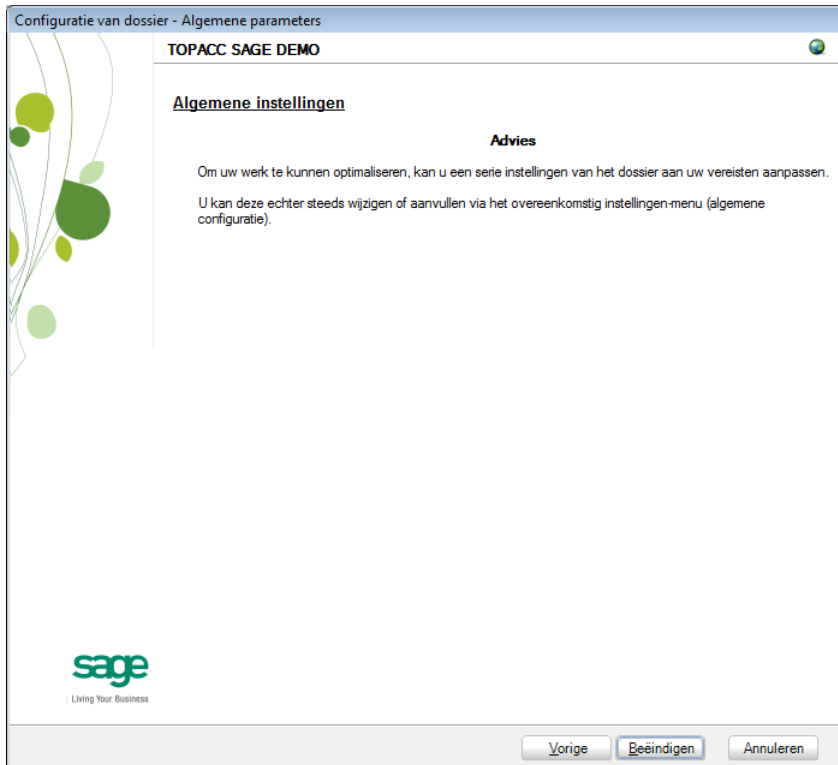 Configuratie van dossier - Algemene parameters
TOPACC SAGE DEMO
Algemene instellingen
Advies
Om uw werk te kunnen optimaliseren, kan u een serie instellingen van het dossier aan uw vereisten aanpassen.
U kan deze echter steeds wijzigen of aanvullen via het overeenkomstig instellingen-menu (algemene
configuratie).
sage
Living Your Business
Vorige
Beëindigen
Annuleren